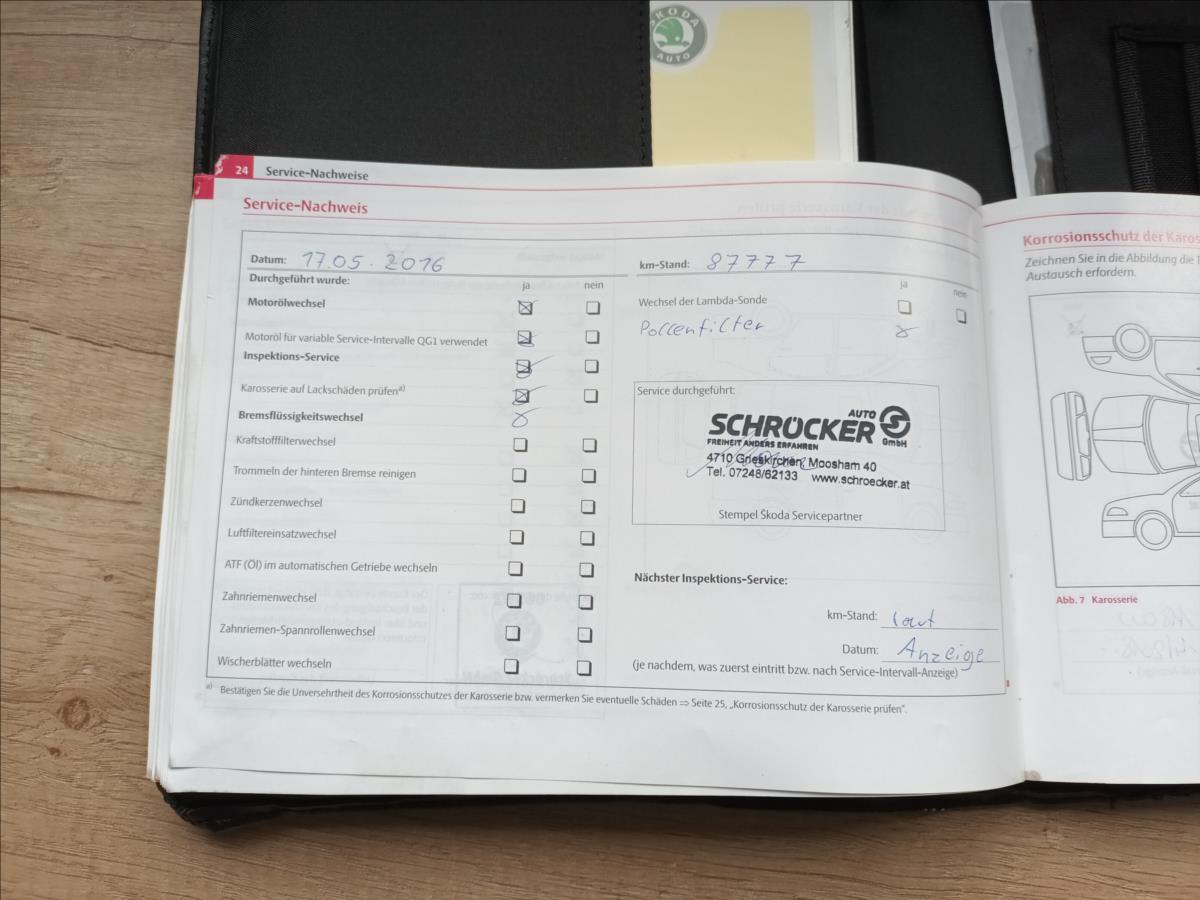 SKODA
AUTO
24 Service-Nachweise
Service-Nachweis
Datum: 17.05.2016
km-Stand: 87777
Durchgeführt wurde:
ja nein
ja nein
Motorölwechsel
Motoröl für variable Service-Intervalle QG1 verwendet
Inspektions-Service
Karosserie auf Lackschäden prüfen a)
Bremsflüssigkeitswechsel
Kraftstofffilterwechsel
Trommeln der hinteren Bremse reinigen
Zündkerzenwechsel
Luftfiltereinsatzwechsel
ATF (Öl) im automatischen Getriebe wechseln
Zahnriemenwechsel
Zahnriemen-Spannrollenwechsel
Wischerblätter wechseln
Wechsel der Lambda-Sonde
Pollenfilter
Service durchgeführt:
AUTO
SCHRÖCKER
GmbH
FREIHEIT ANDERS ERFAHREN
4710 Grieskirchen, Moosham 40
Tel. 07248/62133 www.schroecker.at
Stempel Škoda Servicepartner
Nächster Inspektions-Service:
km-Stand: laut
Datum: Anzeige
(je nachdem, was zuerst eintritt bzw. nach Service-Intervall-Anzeige)
a) Bestätigen Sie die Unversehrtheit des Korrosionsschutzes der Karosserie bzw. vermerken Sie eventuelle Schäden ⇒ Seite 25, „Korrosionsschutz der Karosserie prüfen“.
Korrosionsschutz der Karos
Zeichnen Sie in die Abbildung die
Austausch erfordern.
Abb. 7 Karosserie